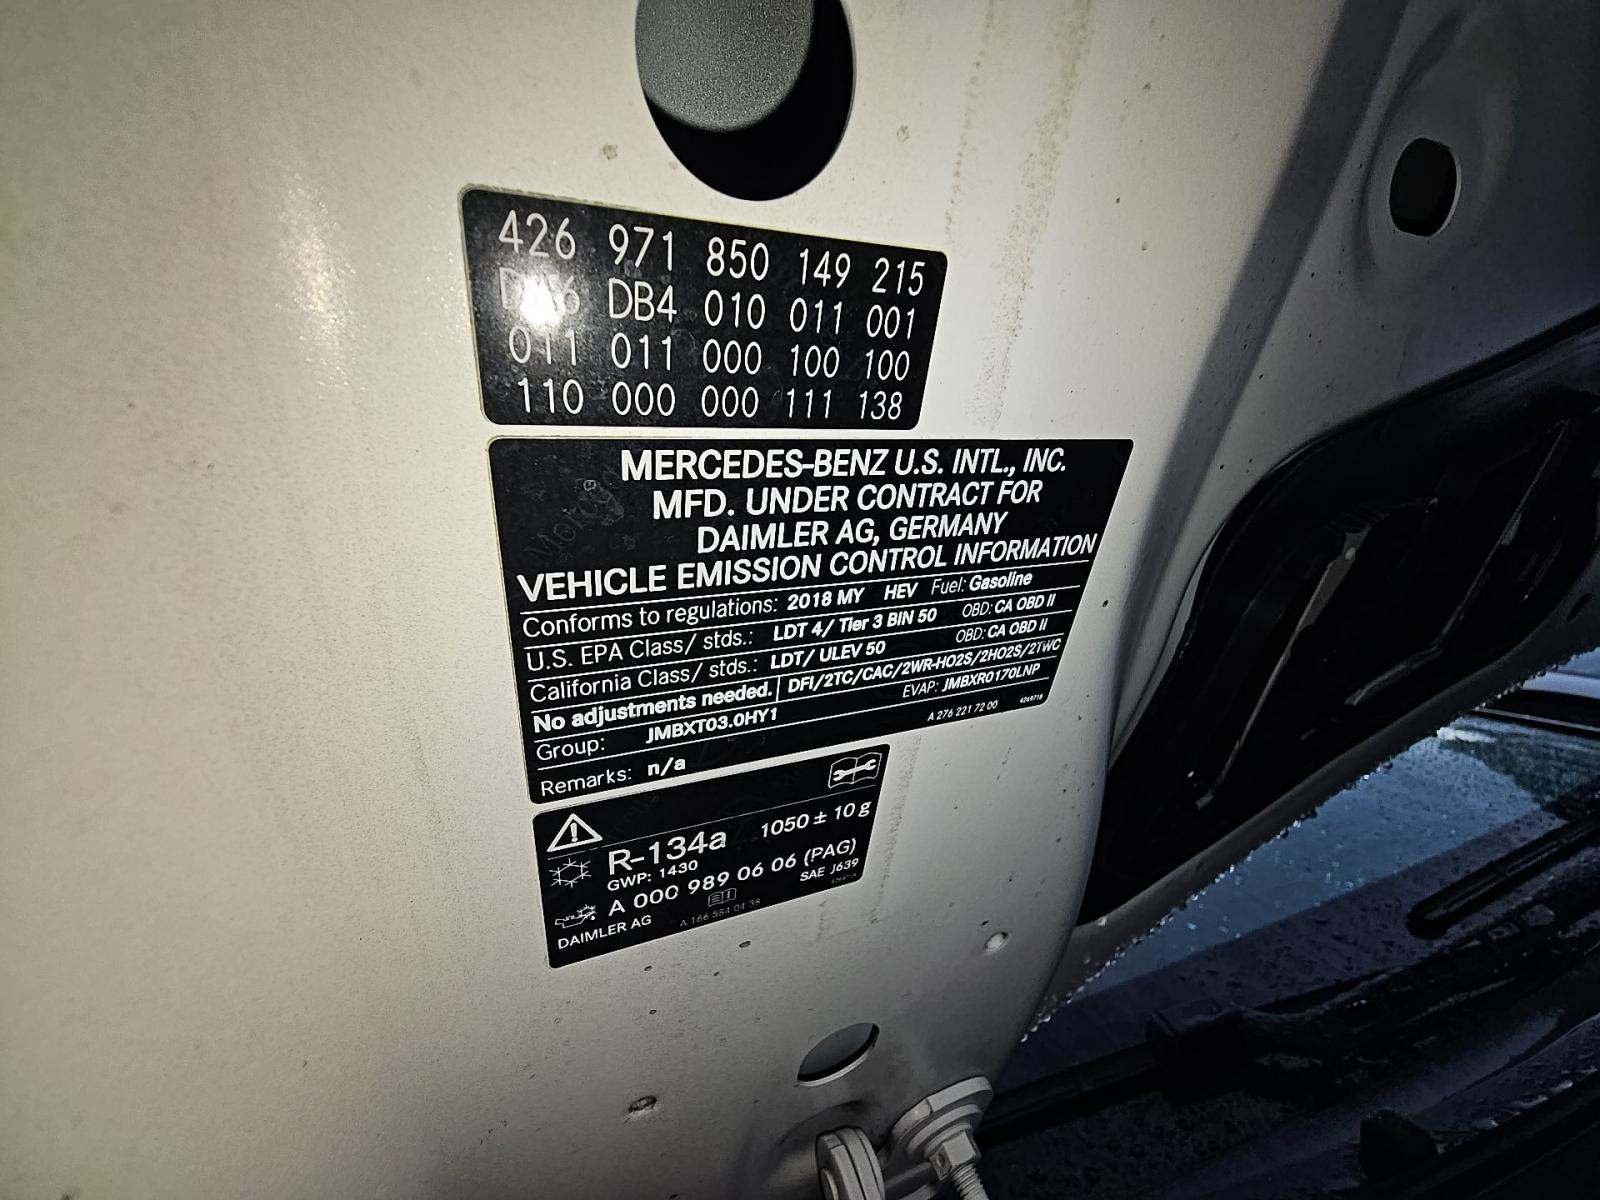 426 971 850 149 215
DB4 010 011 001
011 011 000 100 100
110 000 000 111 138
MERCEDES-BENZ U.S. INTL., INC.
MFD. UNDER CONTRACT FOR
DAIMLER AG, GERMANY
VEHICLE EMISSION CONTROL INFORMATION
Conforms to regulations: 2018 MY HEV Fuel: Gasoline
U.S. EPA Class/ stds.: LDT 4/ Tier 3 BIN 50 OBD: CA OBD II
California Class/ stds.: LDT/ ULEV 50 OBD: CA OBD II
No adjustments needed. DFI/2TC/CAC/2WR-HO2S/2HO2S/2TWC
Group: JMBXT03.0HY1 EVAP: JMBXR0170LNP
Remarks: n/a A 276 221 72 00
R-134a 1050 ± 10 g
GWP: 1430
A 000 989 06 06 (PAG)
SAE J639
DAIMLER AG A 166 584 04 38